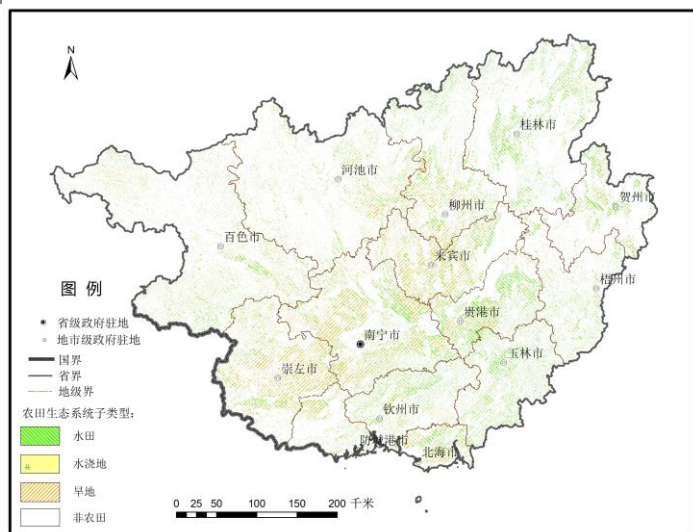 N
桂林市
河池市
贺州市
柳州市
百色市
来宾市
梧州市
图 例
贵港市
省级政府驻地
南宁市
地市级政府驻地
玉林市
国界
省界
崇左市
地级界
农田生态系统子类型:
钦州市
水田
防城港市
北海市
水浇地
旱地
0 25 50 100 150 200 千米
非农田